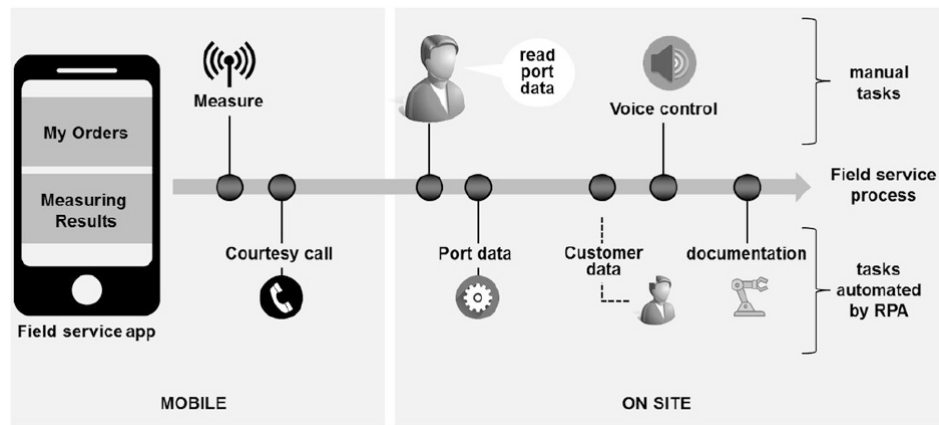 My Orders
Measuring
Results
Field service app
Measure
Courtesy call
MOBILE
read
port
data
Voice control
Port data
Customer
data
documentation
ON SITE
manual
tasks
Field service
process
tasks
automated
by RPA